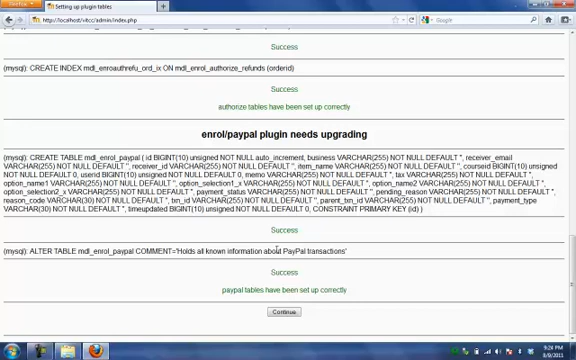 Firefox
Setting up plugin tables
http://localhost/vitcc/admin/index.php
Google
Success
(mysql): CREATE INDEX mdl_enroauthrefu_ord_ix ON mdl_enrol_authorize_refunds (orderid)
Success
authorize tables have been set up correctly
enrol/paypal plugin needs upgrading
(mysql): CREATE TABLE mdl_enrol_paypal ( id BIGINT(10) unsigned NOT NULL auto_increment, business VARCHAR(255) NOT NULL DEFAULT '', receiver_email
VARCHAR(255) NOT NULL DEFAULT '', receiver_id VARCHAR(255) NOT NULL DEFAULT '', item_name VARCHAR(255) NOT NULL DEFAULT '', courseid BIGINT(10) unsigned
NOT NULL DEFAULT 0, userid BIGINT(10) unsigned NOT NULL DEFAULT 0, memo VARCHAR(255) NOT NULL DEFAULT '', tax VARCHAR(255) NOT NULL DEFAULT '',
option_name1 VARCHAR(255) NOT NULL DEFAULT '', option_selection1_x VARCHAR(255) NOT NULL DEFAULT '', option_name2 VARCHAR(255) NOT NULL DEFAULT '',
option_selection2_x VARCHAR(255) NOT NULL DEFAULT '', payment_status VARCHAR(255) NOT NULL DEFAULT '', pending_reason VARCHAR(255) NOT NULL DEFAULT '',
reason_code VARCHAR(30) NOT NULL DEFAULT '', txn_id VARCHAR(255) NOT NULL DEFAULT '', parent_txn_id VARCHAR(255) NOT NULL DEFAULT '', payment_type
VARCHAR(30) NOT NULL DEFAULT '', timeupdated BIGINT(10) unsigned NOT NULL DEFAULT 0, CONSTRAINT PRIMARY KEY (id) )
Success
(mysql): ALTER TABLE mdl_enrol_paypal COMMENT='Holds all known information about PayPal transactions'
Success
paypal tables have been set up correctly
Continue
9:24 PM
3/9/2011